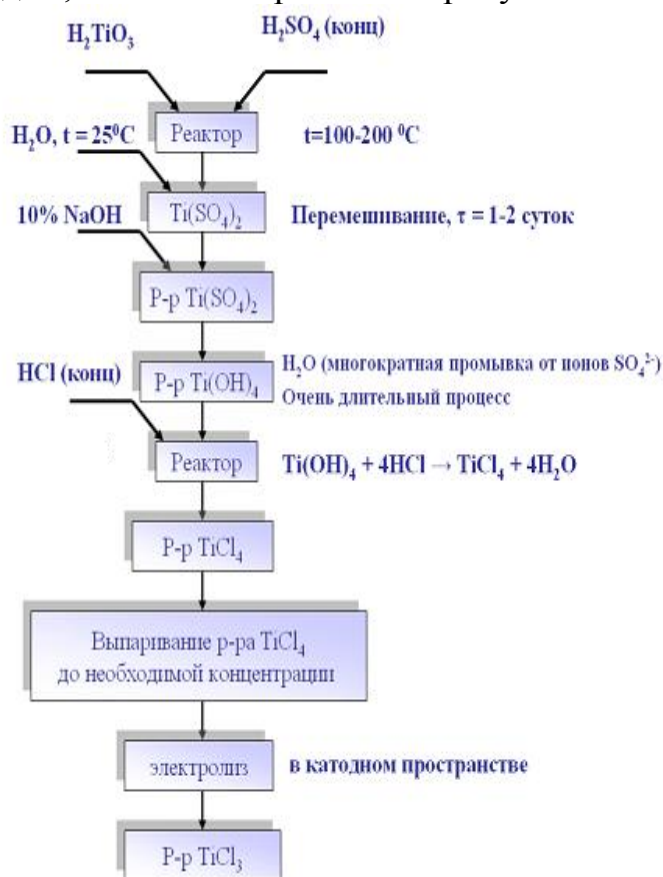 H₂TiO₃
H₂SO₄ (конц)
Реактор
H₂O, t = 25⁰C
t=100-200 ⁰C
Ti(SO₄)₂
10% NaOH
Перемешивание, τ = 1-2 суток
Р-р Ti(SO₄)₂
HCl (конц)
Р-р Ti(OH)₄
H₂O (многократная промывка от ионов SO₄²⁻)
Очень длительный процесс
Реактор
Ti(OH)₄ + 4HCl → TiCl₄ + 4H₂O
Р-р TiCl₄
Выпаривание р-ра TiCl₄
до необходимой концентрации
электролиз
в катодном пространстве
Р-р TiCl₃